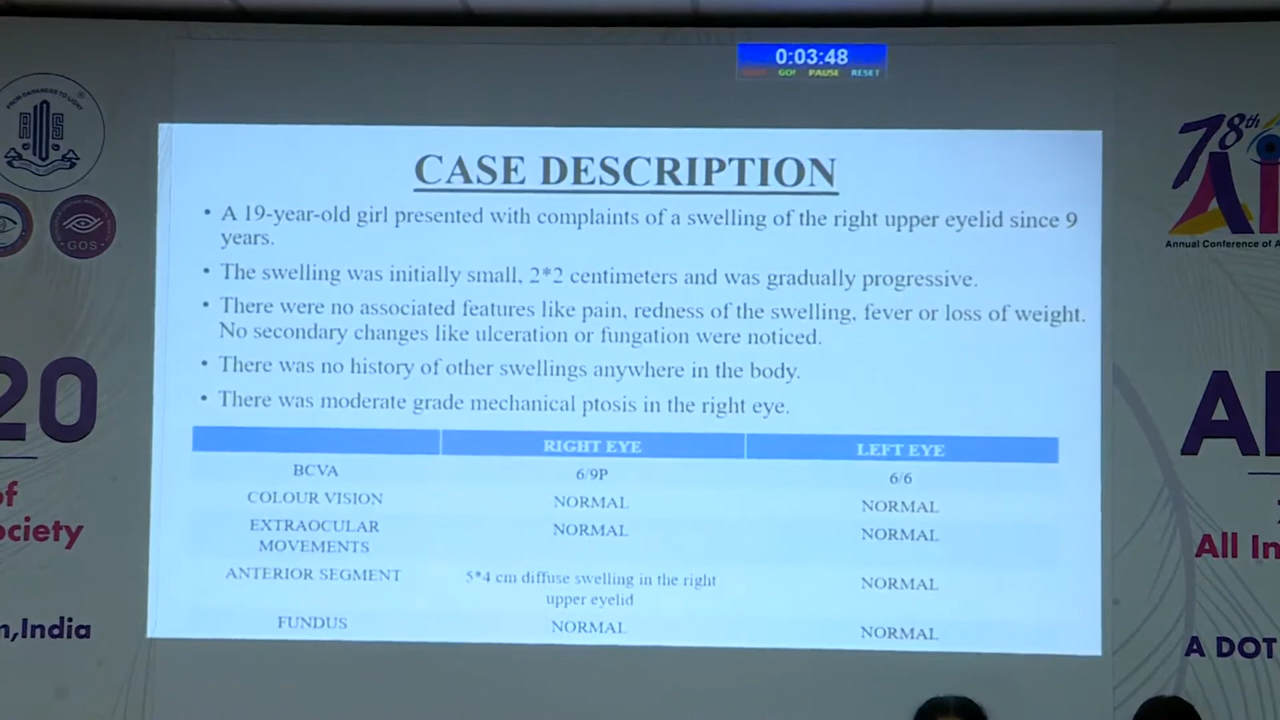 0:03:48
GO! PAUSE RESET
FROM DARKNESS TO LIGHT
GOS
78th
Annual Conference of A
CASE DESCRIPTION
• A 19-year-old girl presented with complaints of a swelling of the right upper eyelid since 9
years.
• The swelling was initially small, 2*2 centimeters and was gradually progressive.
• There were no associated features like pain, redness of the swelling, fever or loss of weight.
No secondary changes like ulceration or fungation were noticed.
• There was no history of other swellings anywhere in the body.
• There was moderate grade mechanical ptosis in the right eye.
RIGHT EYE LEFT EYE
BCVA 6/9P 6/6
COLOUR VISION NORMAL NORMAL
EXTRAOCULAR
MOVEMENTS NORMAL NORMAL
ANTERIOR SEGMENT 5*4 cm diffuse swelling in the right
upper eyelid NORMAL
FUNDUS NORMAL NORMAL
20
of
ociety
n,India
All In
A DOT